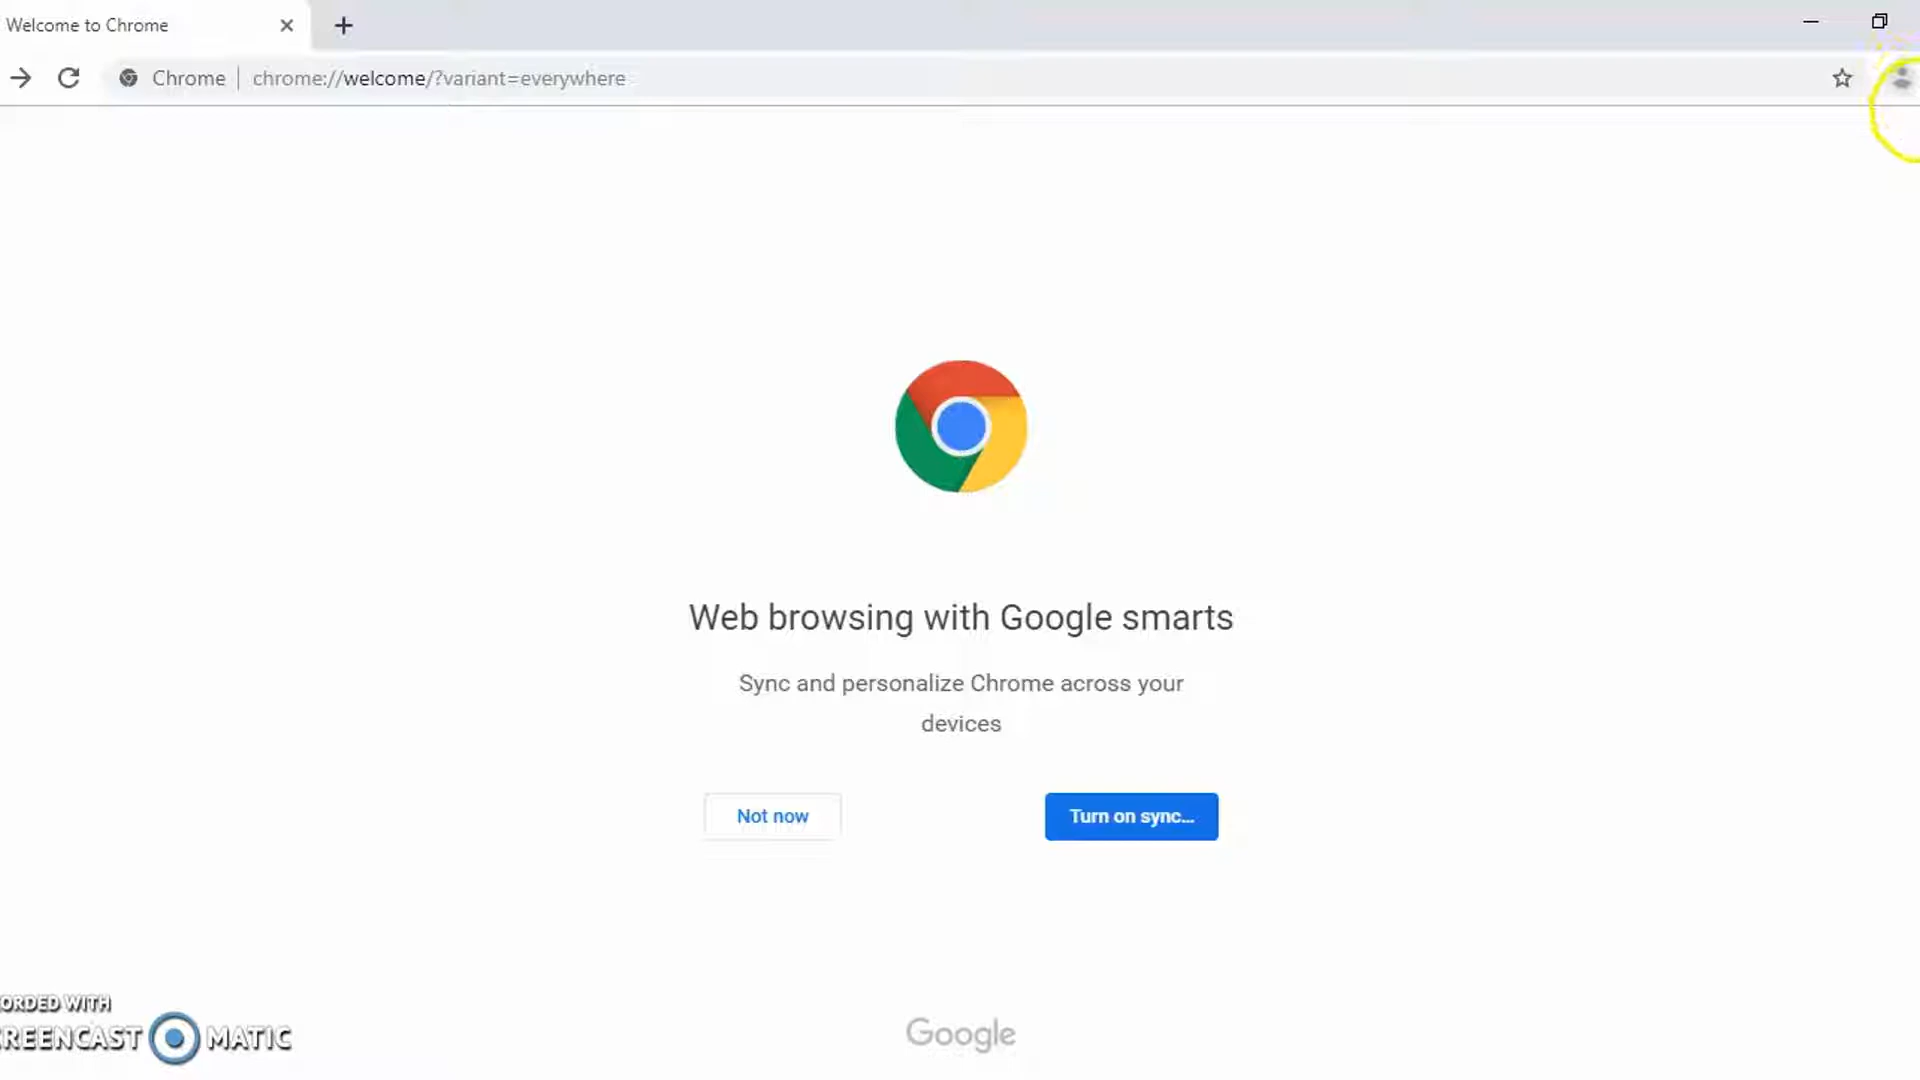 Welcome to Chrome
Chrome | chrome://welcome/?variant=everywhere
Web browsing with Google smarts
Sync and personalize Chrome across your
devices
Not now
Turn on sync...
ORDED WITH
REENCAST MATIC
Google